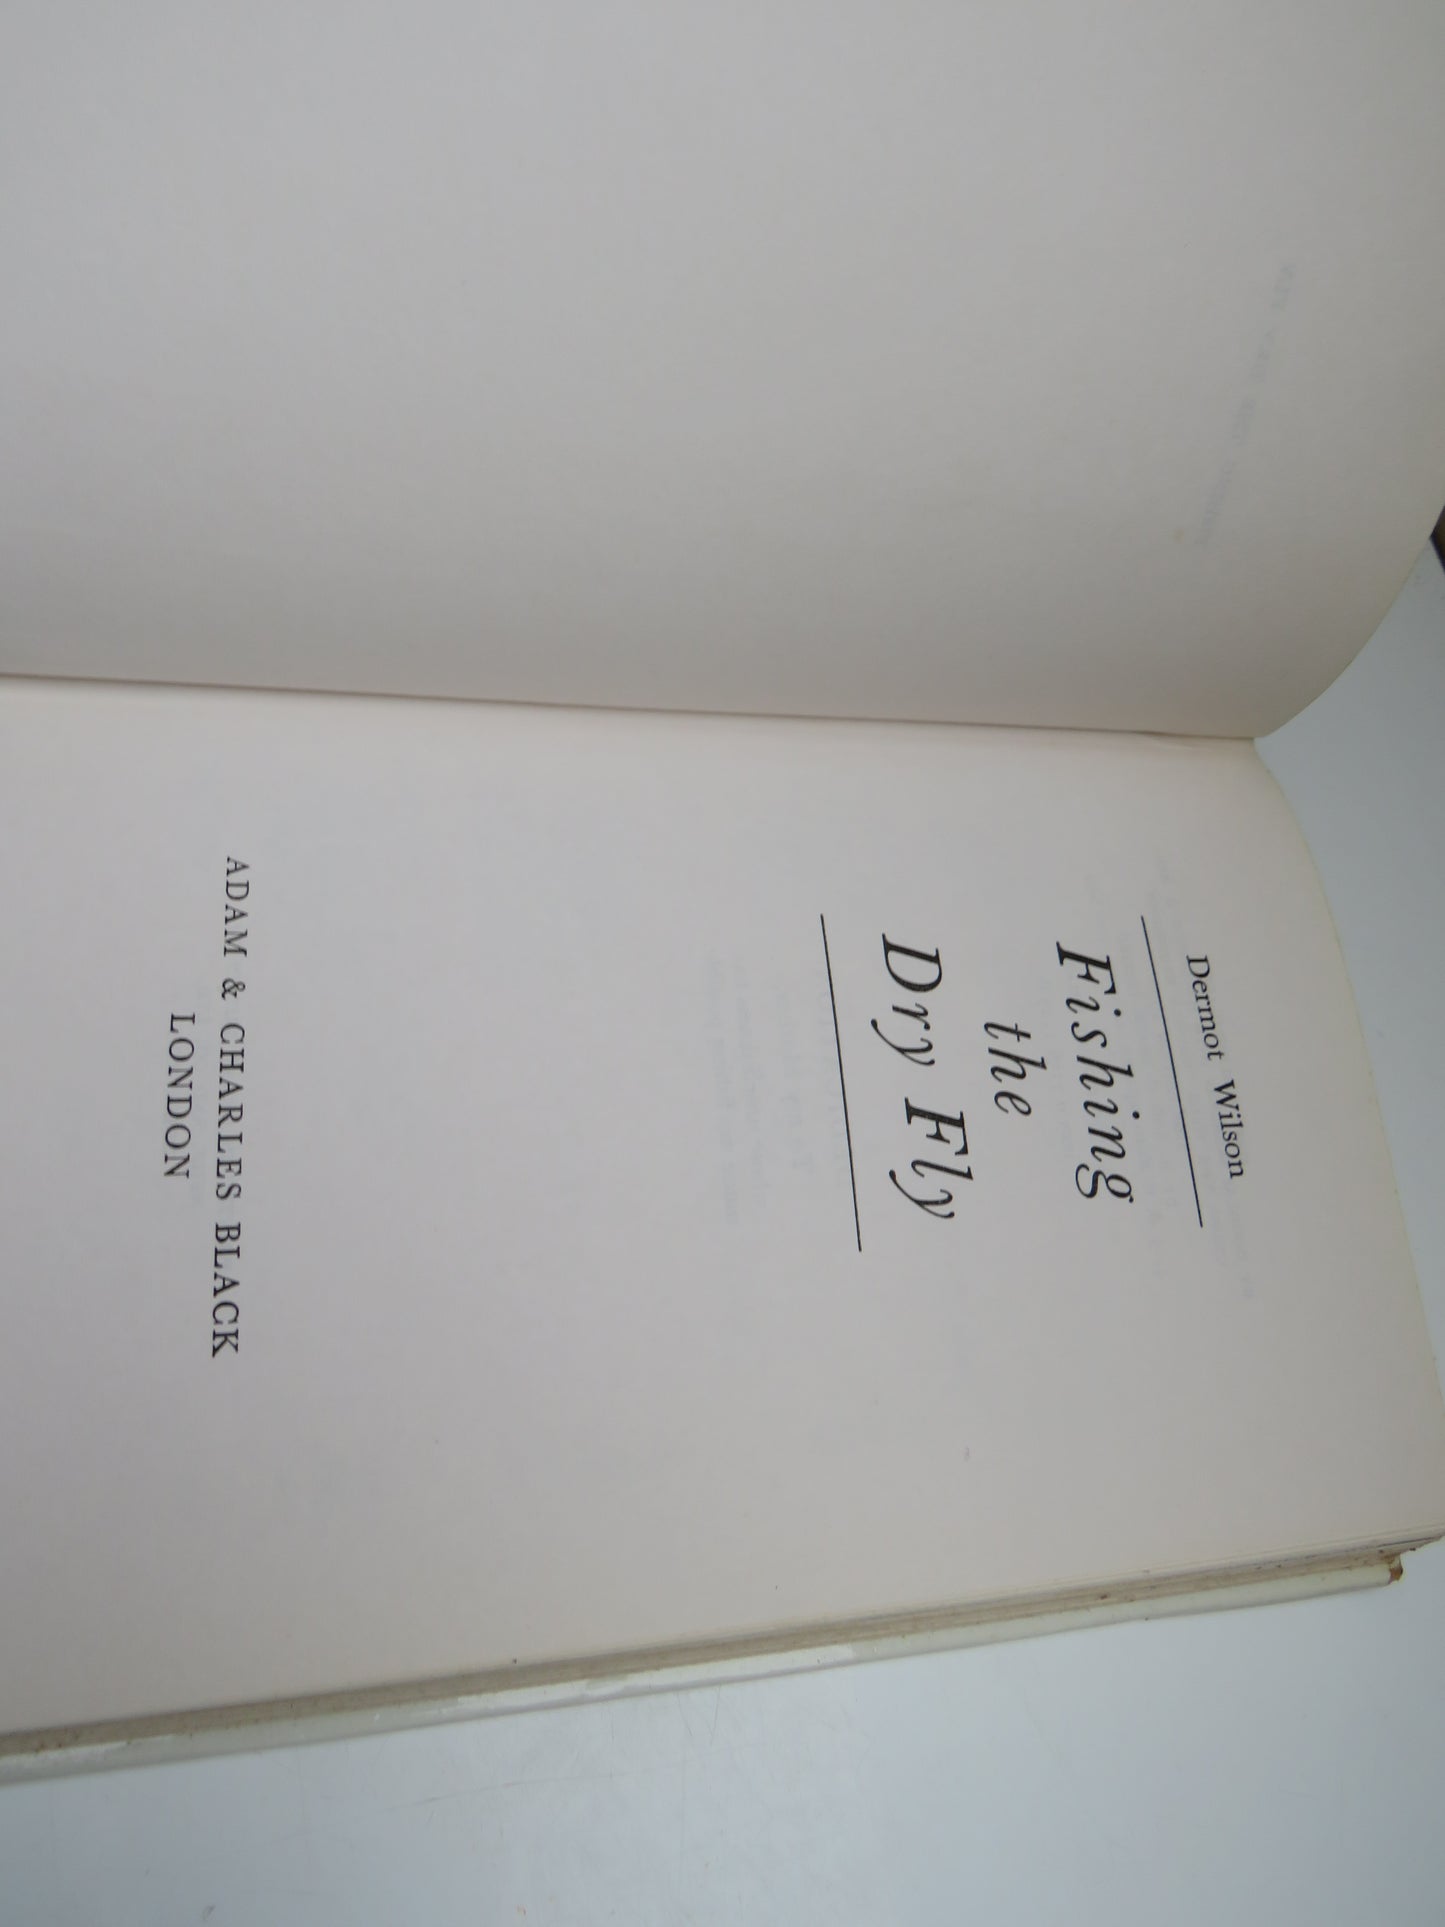 Dermot Wilson
Fishing
the
Dry Fly
ADAM & CHARLES BLACK
LONDON